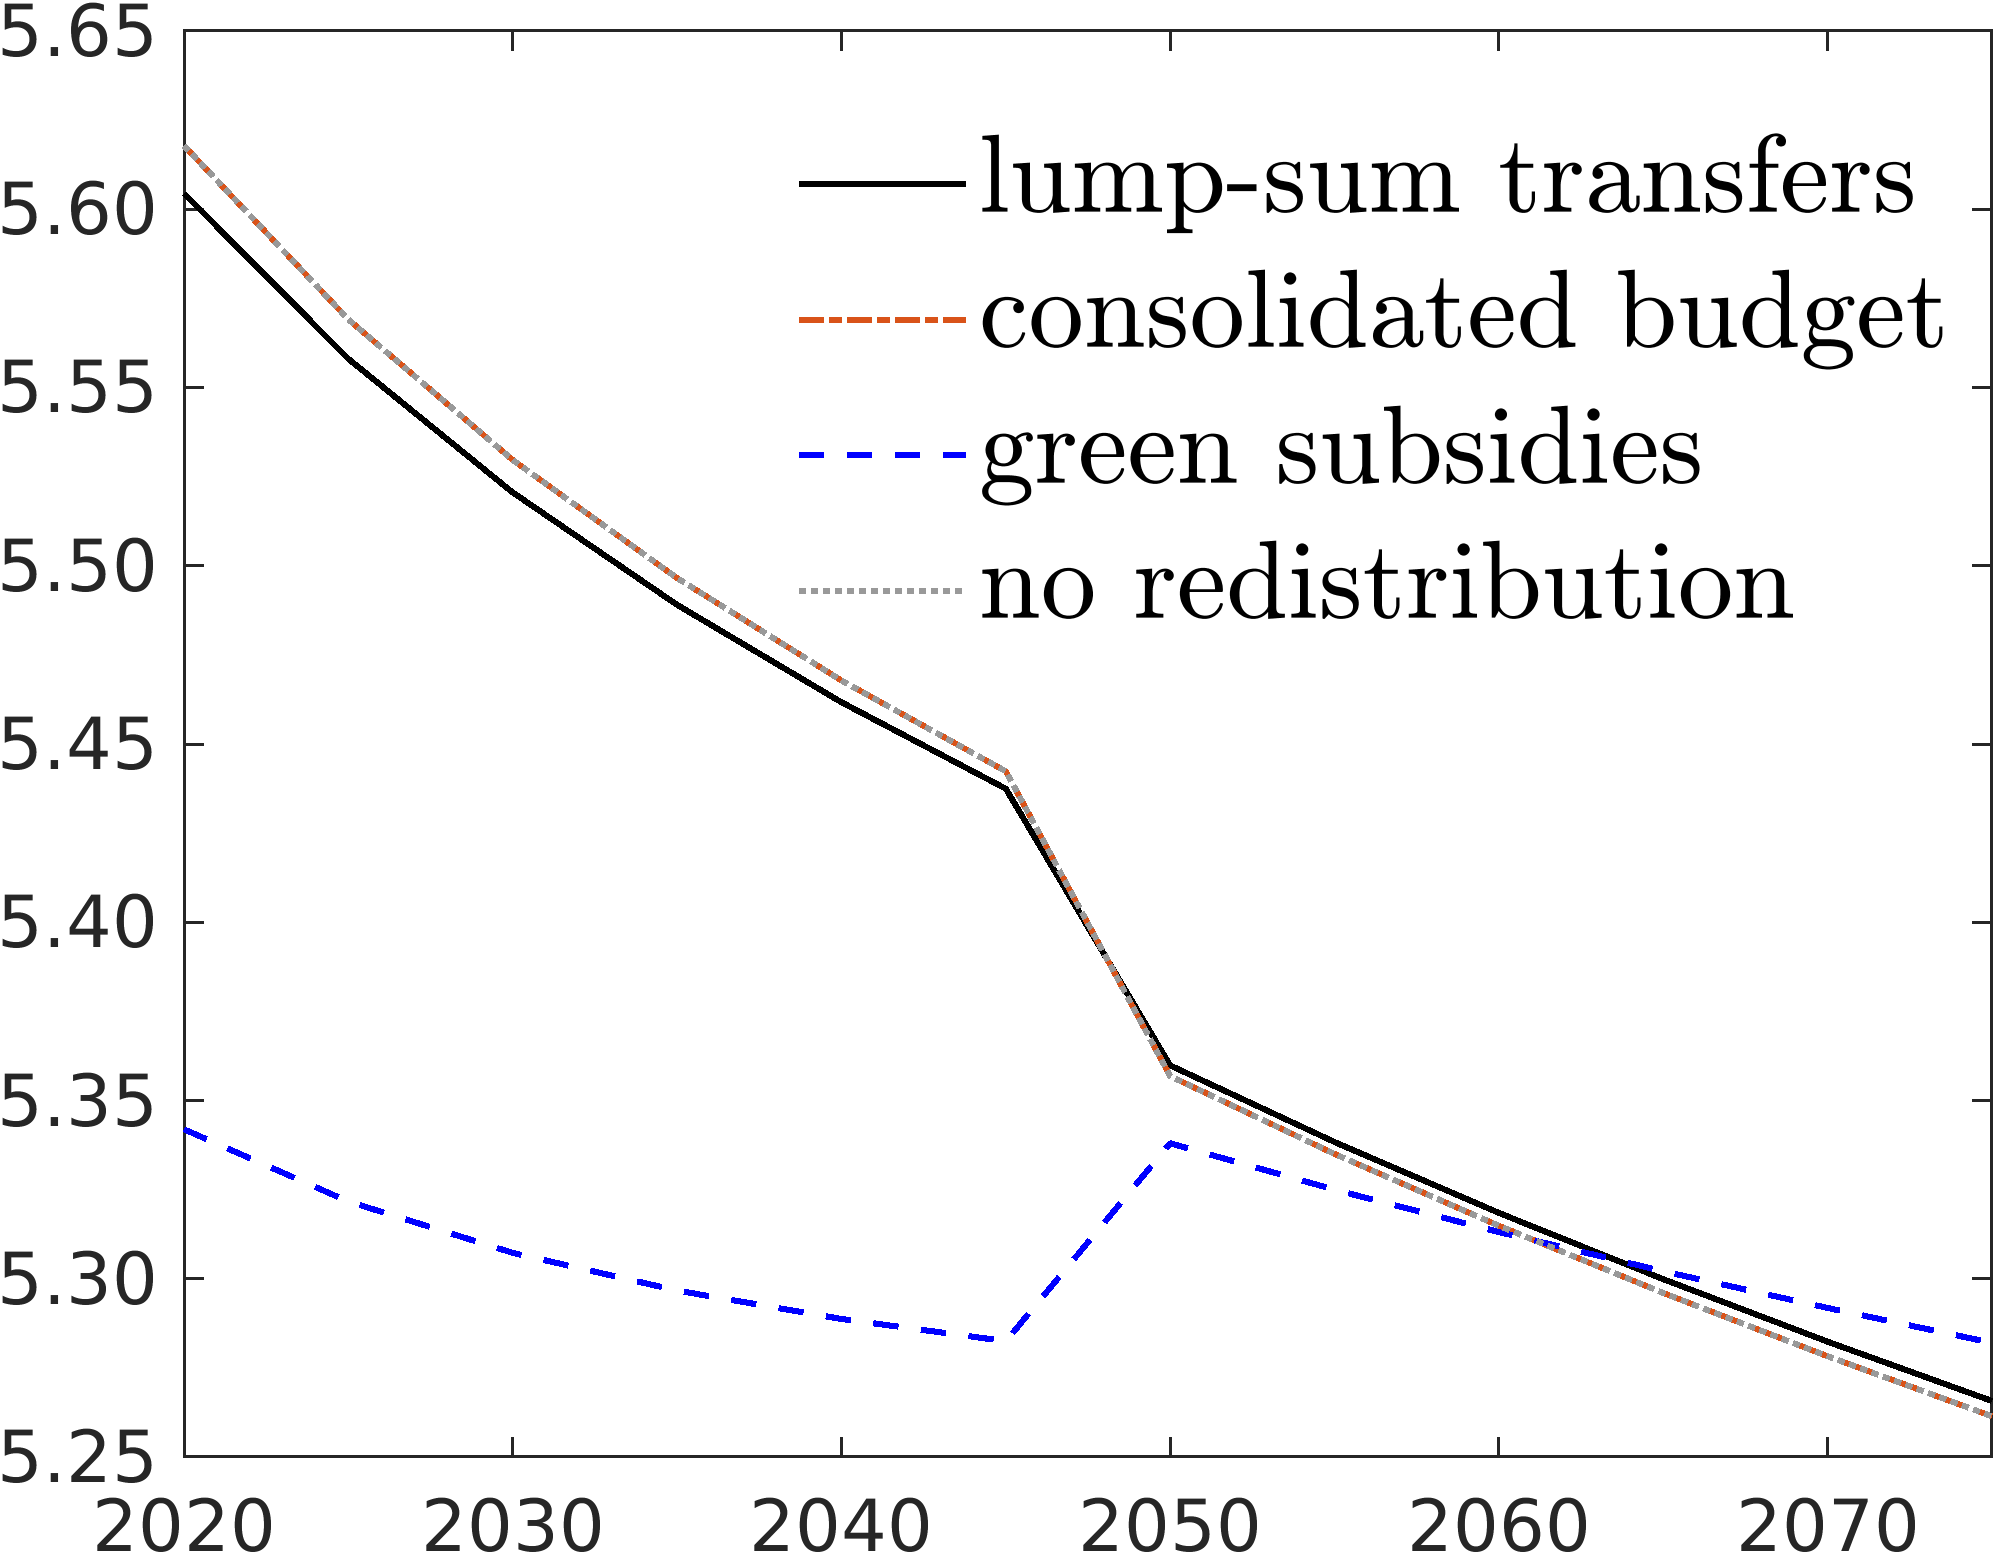 5.65
5.60
5.55
5.50
5.45
5.40
5.35
5.30
5.25
2020 2030 2040 2050 2060 2070
lump-sum transfers
consolidated budget
green subsidies
no redistribution